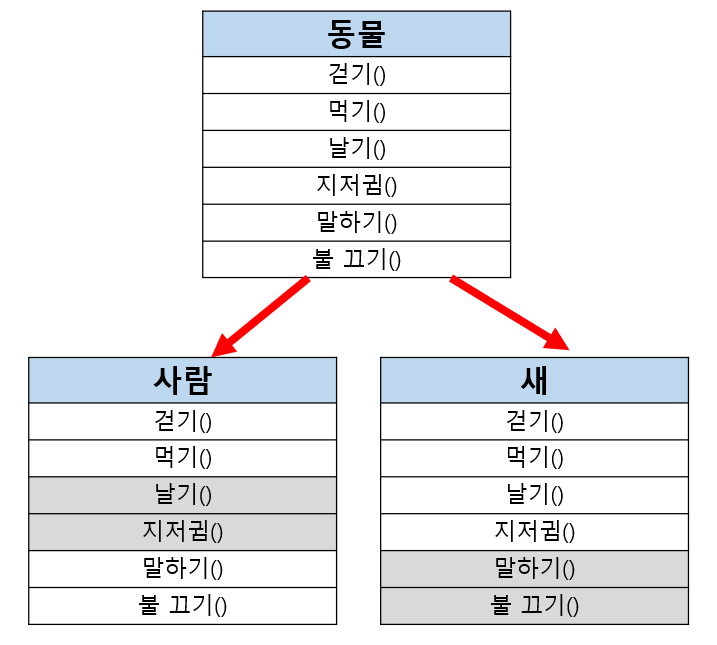 동물
걷기()
먹기()
날기()
지저귐()
말하기()
불 끄기()
사람
걷기()
먹기()
날기()
지저귐()
말하기()
불 끄기()
새
걷기()
먹기()
날기()
지저귐()
말하기()
불 끄기()